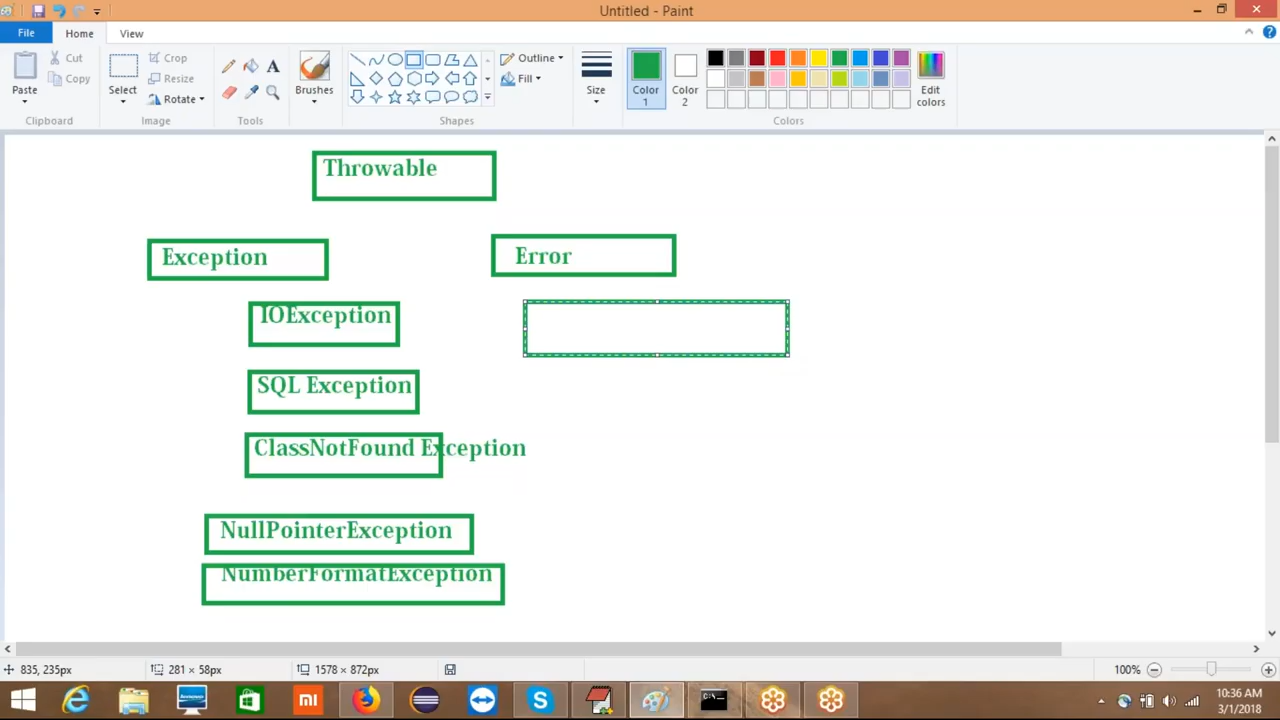 Untitled - Paint
File
Home
View
Paste
Cut
Copy
Clipboard
Select
Crop
Resize
Rotate
Image
Tools
Brushes
Shapes
Outline
Fill
Size
Color 1
Color 2
Edit colors
Colors
Throwable
Exception
Error
IOException
SQL Exception
ClassNotFound Exception
NullPointerException
NumberFormatException
835, 235px
281 × 58px
1578 × 872px
100%
10:36 AM
3/1/2018